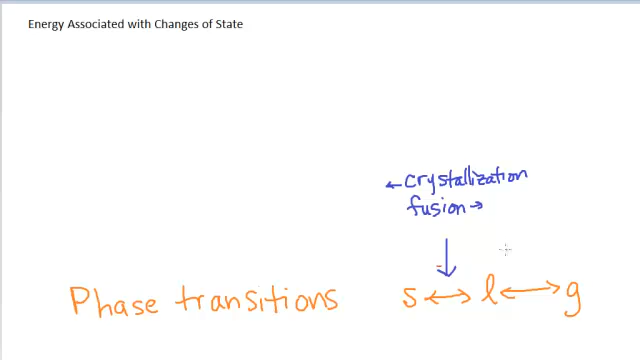 Energy Associated with Changes of State
← Crystallization
fusion →
Phase transitions s ↔ l ↔ g